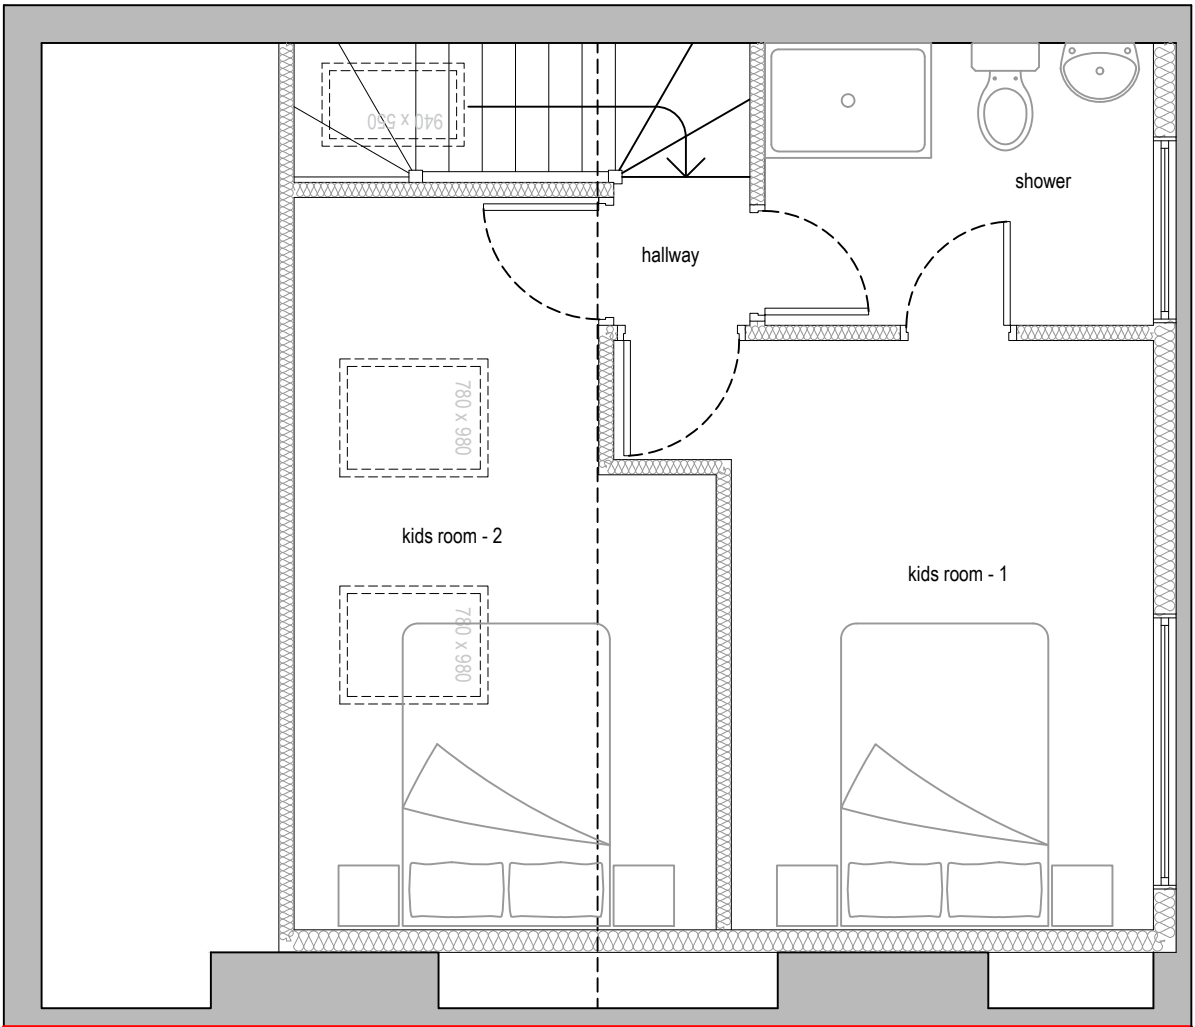 940 x 550
shower
hallway
780 x 980
kids room - 2
kids room - 1
780 x 980